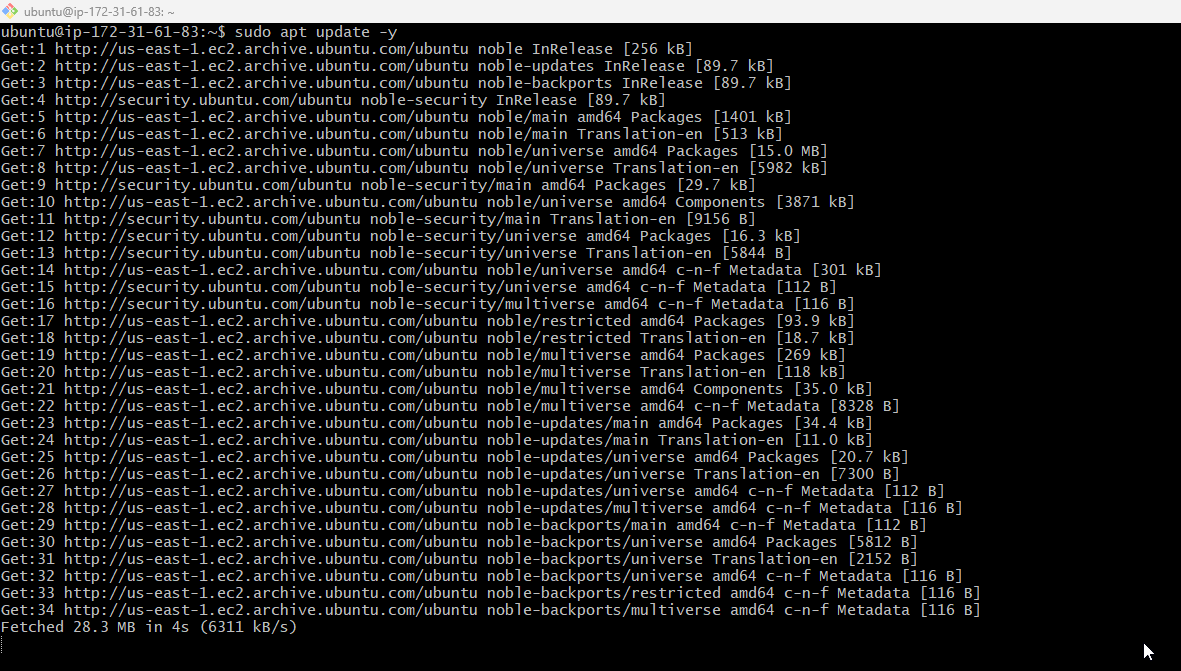 ubuntu@ip-172-31-61-83: ~
ubuntu@ip-172-31-61-83:~$ sudo apt update -y
Get:1 http://us-east-1.ec2.archive.ubuntu.com/ubuntu noble InRelease [256 kB]
Get:2 http://us-east-1.ec2.archive.ubuntu.com/ubuntu noble-updates InRelease [89.7 kB]
Get:3 http://us-east-1.ec2.archive.ubuntu.com/ubuntu noble-backports InRelease [89.7 kB]
Get:4 http://security.ubuntu.com/ubuntu noble-security InRelease [89.7 kB]
Get:5 http://us-east-1.ec2.archive.ubuntu.com/ubuntu noble/main amd64 Packages [1401 kB]
Get:6 http://us-east-1.ec2.archive.ubuntu.com/ubuntu noble/main Translation-en [513 kB]
Get:7 http://us-east-1.ec2.archive.ubuntu.com/ubuntu noble/universe amd64 Packages [15.0 MB]
Get:8 http://us-east-1.ec2.archive.ubuntu.com/ubuntu noble/universe Translation-en [5982 kB]
Get:9 http://security.ubuntu.com/ubuntu noble-security/main amd64 Packages [29.7 kB]
Get:10 http://us-east-1.ec2.archive.ubuntu.com/ubuntu noble/universe amd64 Components [3871 kB]
Get:11 http://security.ubuntu.com/ubuntu noble-security/main Translation-en [9156 B]
Get:12 http://security.ubuntu.com/ubuntu noble-security/universe amd64 Packages [16.3 kB]
Get:13 http://security.ubuntu.com/ubuntu noble-security/universe Translation-en [5844 B]
Get:14 http://us-east-1.ec2.archive.ubuntu.com/ubuntu noble/universe amd64 c-n-f Metadata [301 kB]
Get:15 http://security.ubuntu.com/ubuntu noble-security/universe amd64 c-n-f Metadata [112 B]
Get:16 http://security.ubuntu.com/ubuntu noble-security/multiverse amd64 c-n-f Metadata [116 B]
Get:17 http://us-east-1.ec2.archive.ubuntu.com/ubuntu noble/restricted amd64 Packages [93.9 kB]
Get:18 http://us-east-1.ec2.archive.ubuntu.com/ubuntu noble/restricted Translation-en [18.7 kB]
Get:19 http://us-east-1.ec2.archive.ubuntu.com/ubuntu noble/multiverse amd64 Packages [269 kB]
Get:20 http://us-east-1.ec2.archive.ubuntu.com/ubuntu noble/multiverse Translation-en [118 kB]
Get:21 http://us-east-1.ec2.archive.ubuntu.com/ubuntu noble/multiverse amd64 Components [35.0 kB]
Get:22 http://us-east-1.ec2.archive.ubuntu.com/ubuntu noble/multiverse amd64 c-n-f Metadata [8328 B]
Get:23 http://us-east-1.ec2.archive.ubuntu.com/ubuntu noble-updates/main amd64 Packages [34.4 kB]
Get:24 http://us-east-1.ec2.archive.ubuntu.com/ubuntu noble-updates/main Translation-en [11.0 kB]
Get:25 http://us-east-1.ec2.archive.ubuntu.com/ubuntu noble-updates/universe amd64 Packages [20.7 kB]
Get:26 http://us-east-1.ec2.archive.ubuntu.com/ubuntu noble-updates/universe Translation-en [7300 B]
Get:27 http://us-east-1.ec2.archive.ubuntu.com/ubuntu noble-updates/universe amd64 c-n-f Metadata [112 B]
Get:28 http://us-east-1.ec2.archive.ubuntu.com/ubuntu noble-updates/multiverse amd64 c-n-f Metadata [116 B]
Get:29 http://us-east-1.ec2.archive.ubuntu.com/ubuntu noble-backports/main amd64 c-n-f Metadata [112 B]
Get:30 http://us-east-1.ec2.archive.ubuntu.com/ubuntu noble-backports/universe amd64 Packages [5812 B]
Get:31 http://us-east-1.ec2.archive.ubuntu.com/ubuntu noble-backports/universe Translation-en [2152 B]
Get:32 http://us-east-1.ec2.archive.ubuntu.com/ubuntu noble-backports/universe amd64 c-n-f Metadata [116 B]
Get:33 http://us-east-1.ec2.archive.ubuntu.com/ubuntu noble-backports/restricted amd64 c-n-f Metadata [116 B]
Get:34 http://us-east-1.ec2.archive.ubuntu.com/ubuntu noble-backports/multiverse amd64 c-n-f Metadata [116 B]
Fetched 28.3 MB in 4s (6311 kB/s)